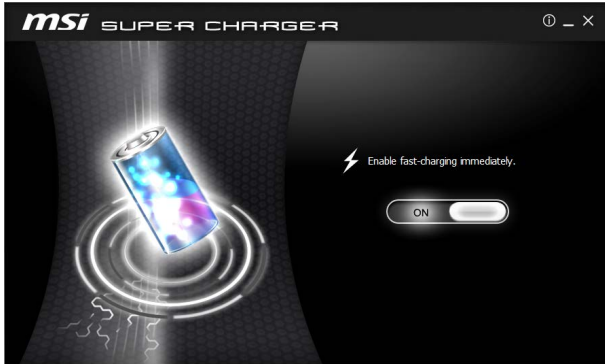 msi SUPER CHARGER
Enable fast-charging immediately.
ON